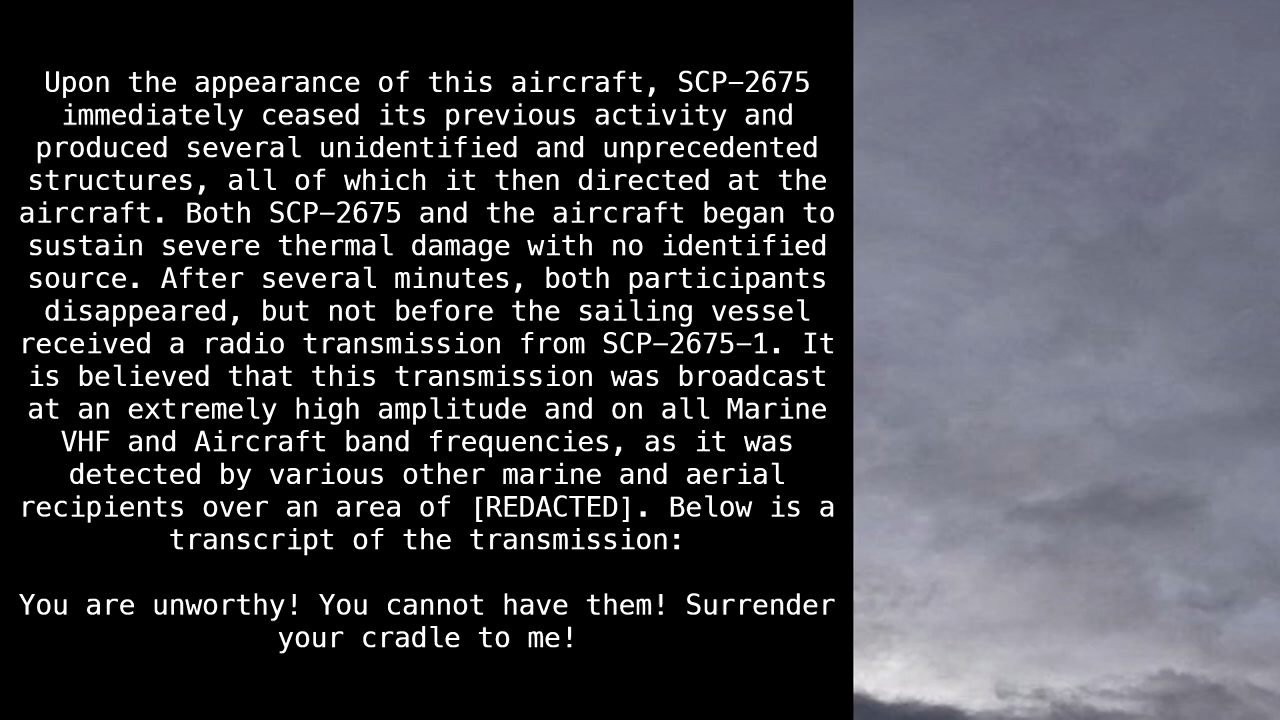 Upon the appearance of this aircraft, SCP–2675
immediately ceased its previous activity and
produced several unidentified and unprecedented
structures, all of which it then directed at the
aircraft. Both SCP–2675 and the aircraft began to
sustain severe thermal damage with no identified
source. After several minutes, both participants
disappeared, but not before the sailing vessel
received a radio transmission from SCP–2675–1. It
is believed that this transmission was broadcast
at an extremely high amplitude and on all Marine
VHF and Aircraft band frequencies, as it was
detected by various other marine and aerial
recipients over an area of [REDACTED]. Below is a
transcript of the transmission:
You are unworthy! You cannot have them! Surrender
your cradle to me!